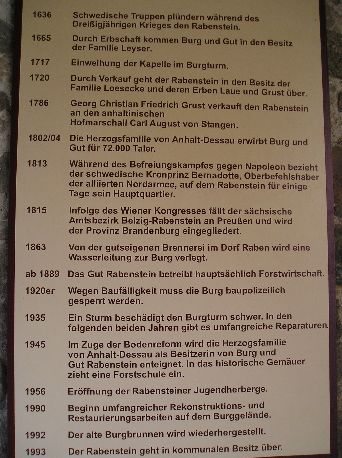 1636 Schwedische Truppen plündern während des
Dreißigjährigen Krieges den Rabenstein.
1665 Durch Erbschaft kommen Burg und Gut in den Besitz
der Familie Leyser.
1717 Einweihung der Kapelle im Burgturm.
1720 Durch Verkauf geht der Rabenstein in den Besitz der
Familie Loesecke und deren Erben Laue und Grust über.
1786 Georg Christian Friedrich Grust verkauft den Rabenstein
an den anhaltinischen
Hofmarschall Carl August von Stangen.
1802/04 Die Herzogsfamilie von Anhalt-Dessau erwirbt Burg und
Gut für 72.000 Taler.
1813 Während des Befreiungskampfes gegen Napoleon bezieht
der schwedische Kronprinz Bernadotte, Oberbefehlshaber
der alliierten Nordarmee, auf dem Rabenstein für einige
Tage sein Hauptquartier.
1815 Infolge des Wiener Kongresses fällt der sächsische
Amtsbezirk Belzig-Rabenstein an Preußen und wird
der Provinz Brandenburg eingegliedert.
1863 Von der gutseigenen Brennerei im Dorf Raben wird eine
Wasserleitung zur Burg verlegt.
ab 1889 Das Gut Rabenstein betreibt hauptsächlich Forstwirtschaft.
1920er Wegen Baufälligkeit muss die Burg baupolizeilich
gesperrt werden.
1935 Ein Sturm beschädigt den Burgturm schwer. In den
folgenden beiden Jahren gibt es umfangreiche Reparaturen.
1945 Im Zuge der Bodenreform wird die Herzogsfamilie
von Anhalt-Dessau als Besitzerin von Burg und
Gut Rabenstein enteignet. In das historische Gemäuer
zieht eine Forstschule ein.
1956 Eröffnung der Rabensteiner Jugendherberge.
1990 Beginn umfangreicher Rekonstruktions- und
Restaurierungsarbeiten auf dem Burggelände.
1992 Der alte Burgbrunnen wird wiederhergestellt.
1993 Der Rabenstein geht in kommunalen Besitz über.